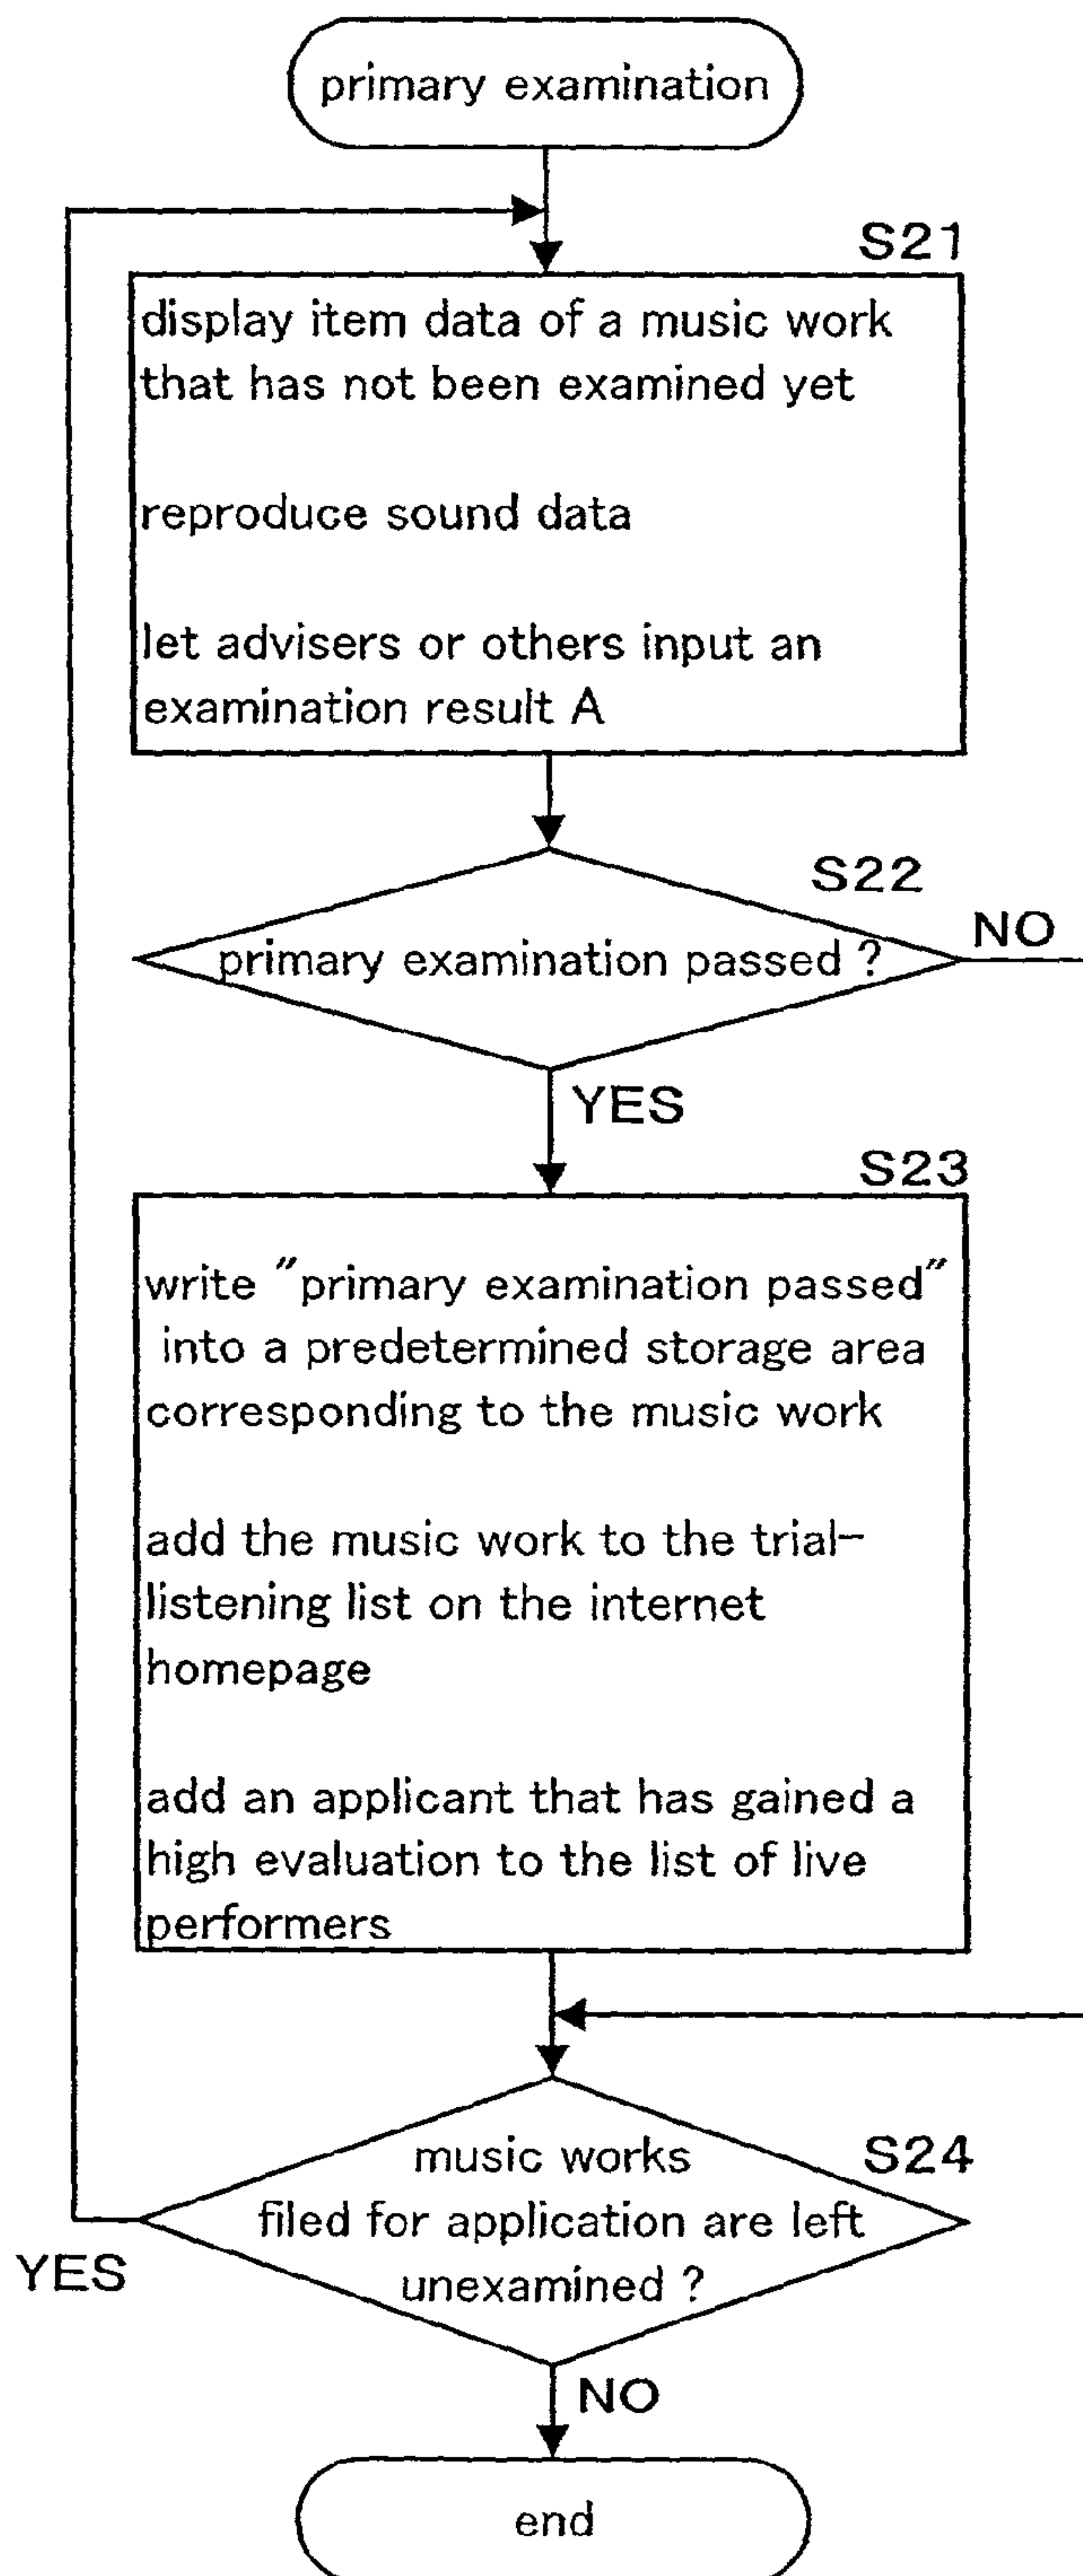 primary examination
S21
display item data of a music work
that has not been examined yet
reproduce sound data
let advisers or others input an
examination result A
S22
primary examination passed ?
NO
YES
S23
write "primary examination passed"
into a predetermined storage area
corresponding to the music work
add the music work to the trial-
listening list on the internet
homepage
add an applicant that has gained a
high evaluation to the list of live
performers
S24
music works
filed for application are left
unexamined ?
YES
NO
end